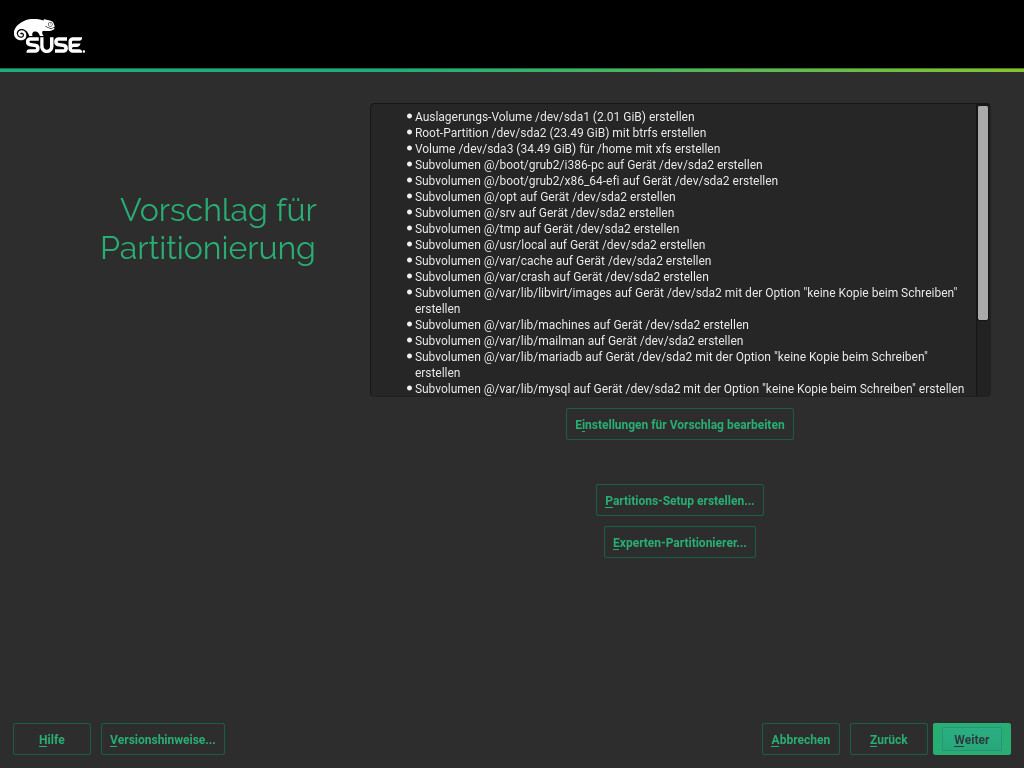 SUSE.
Vorschlag für
Partitionierung
Auslagerungs-Volume /dev/sda1 (2.01 GiB) erstellen
Root-Partition /dev/sda2 (23.49 GiB) mit btrfs erstellen
Volume /dev/sda3 (34.49 GiB) für /home mit xfs erstellen
Subvolumen @/boot/grub2/i386-pc auf Gerät /dev/sda2 erstellen
Subvolumen @/boot/grub2/x86_64-efi auf Gerät /dev/sda2 erstellen
Subvolumen @/opt auf Gerät /dev/sda2 erstellen
Subvolumen @/srv auf Gerät /dev/sda2 erstellen
Subvolumen @/tmp auf Gerät /dev/sda2 erstellen
Subvolumen @/usr/local auf Gerät /dev/sda2 erstellen
Subvolumen @/var/cache auf Gerät /dev/sda2 erstellen
Subvolumen @/var/crash auf Gerät /dev/sda2 erstellen
Subvolumen @/var/lib/libvirt/images auf Gerät /dev/sda2 mit der Option "keine Kopie beim Schreiben"
erstellen
Subvolumen @/var/lib/machines auf Gerät /dev/sda2 erstellen
Subvolumen @/var/lib/mailman auf Gerät /dev/sda2 erstellen
Subvolumen @/var/lib/mariadb auf Gerät /dev/sda2 mit der Option "keine Kopie beim Schreiben"
erstellen
Subvolumen @/var/lib/mysql auf Gerät /dev/sda2 mit der Option "keine Kopie beim Schreiben" erstellen
Einstellungen für Vorschlag bearbeiten
Partitions-Setup erstellen...
Experten-Partitionierer...
Hilfe
Versionshinweise...
Abbrechen
Zurück
Weiter